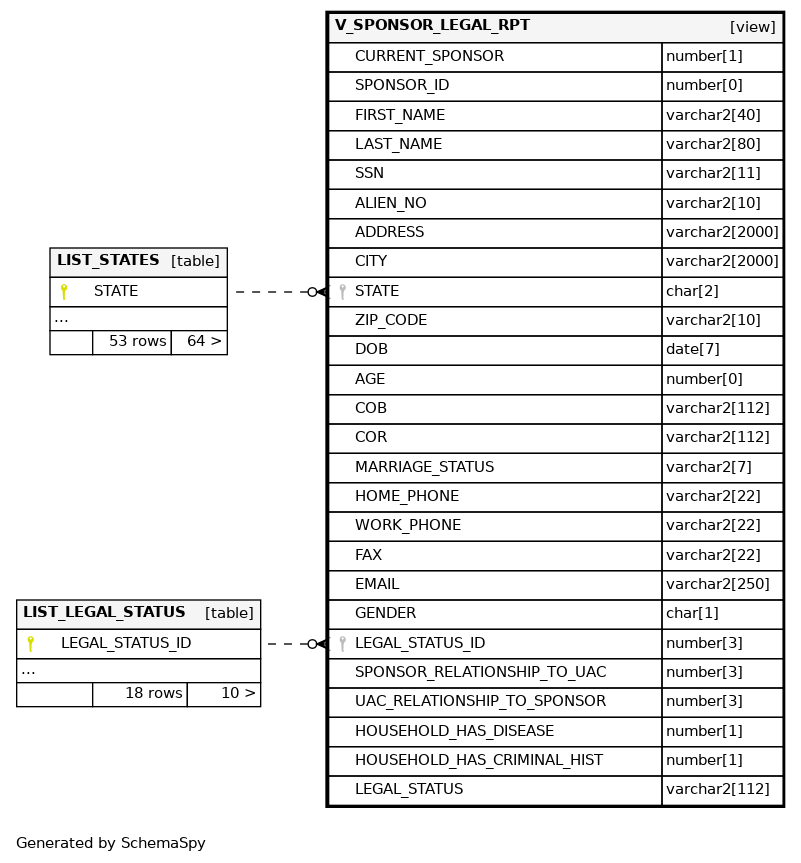 V_SPONSOR_LEGAL_RPT [view]
CURRENT_SPONSOR number[1]
SPONSOR_ID number[0]
FIRST_NAME varchar2[40]
LAST_NAME varchar2[80]
SSN varchar2[11]
ALIEN_NO varchar2[10]
ADDRESS varchar2[2000]
CITY varchar2[2000]
STATE char[2]
ZIP_CODE varchar2[10]
DOB date[7]
AGE number[0]
COB varchar2[112]
COR varchar2[112]
MARRIAGE_STATUS varchar2[7]
HOME_PHONE varchar2[22]
WORK_PHONE varchar2[22]
FAX varchar2[22]
EMAIL varchar2[250]
GENDER char[1]
LEGAL_STATUS_ID number[3]
SPONSOR_RELATIONSHIP_TO_UAC number[3]
UAC_RELATIONSHIP_TO_SPONSOR number[3]
HOUSEHOLD_HAS_DISEASE number[1]
HOUSEHOLD_HAS_CRIMINAL_HIST number[1]
LEGAL_STATUS varchar2[112]
LIST_STATES [table]
STATE
...
53 rows 64 >
LIST_LEGAL_STATUS [table]
LEGAL_STATUS_ID
...
18 rows 10 >
Generated by SchemaSpy